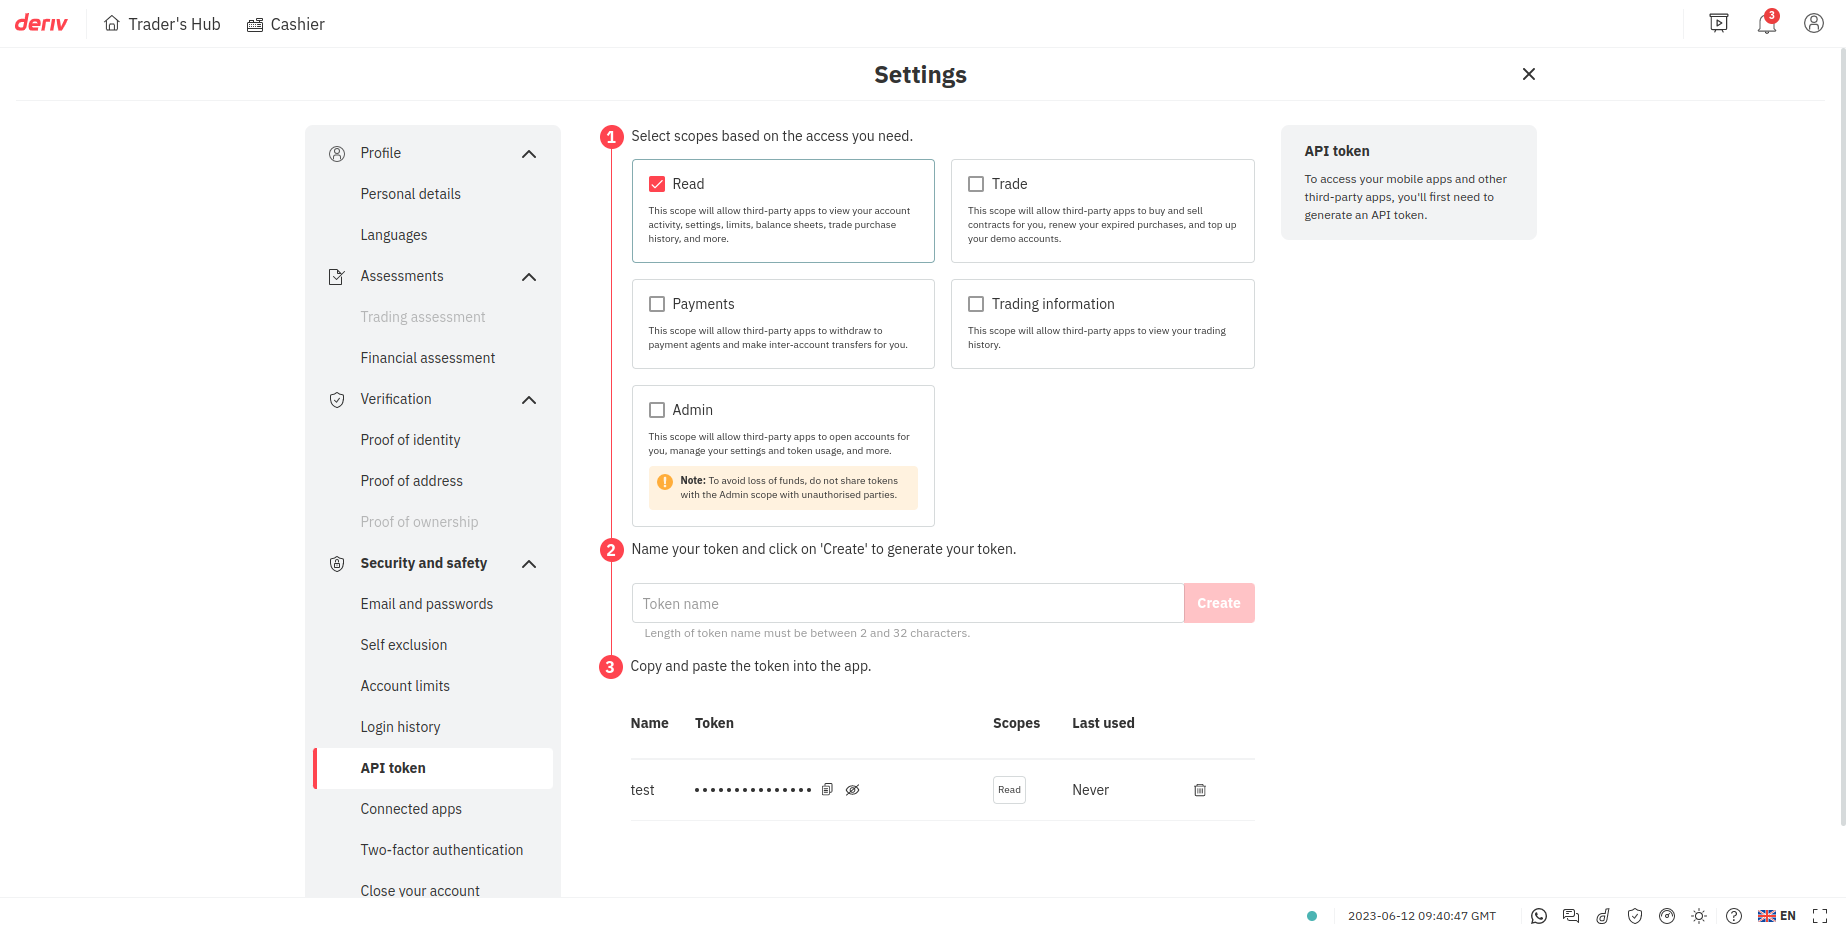 deriv
Trader's Hub
Cashier
3
Settings
Profile
Personal details
Languages
Assessments
Trading assessment
Financial assessment
Verification
Proof of identity
Proof of address
Proof of ownership
Security and safety
Email and passwords
Self exclusion
Account limits
Login history
API token
Connected apps
Two-factor authentication
Close your account
1
Select scopes based on the access you need.
Read
This scope will allow third-party apps to view your account
activity, settings, limits, balance sheets, trade purchase
history, and more.
Trade
This scope will allow third-party apps to buy and sell
contracts for you, renew your expired purchases, and top up
your demo accounts.
Payments
This scope will allow third-party apps to withdraw to
payment agents and make inter-account transfers for you.
Trading information
This scope will allow third-party apps to view your trading
history.
Admin
This scope will allow third-party apps to open accounts for
you, manage your settings and token usage, and more.
Note: To avoid loss of funds, do not share tokens
with the Admin scope with unauthorised parties.
2
Name your token and click on 'Create' to generate your token.
Token name
Create
Length of token name must be between 2 and 32 characters.
3
Copy and paste the token into the app.
Name Token Scopes Last used
test •••••••••••••• Read Never
API token
To access your mobile apps and other
third-party apps, you'll first need to
generate an API token.
2023-06-12 09:40:47 GMT
EN